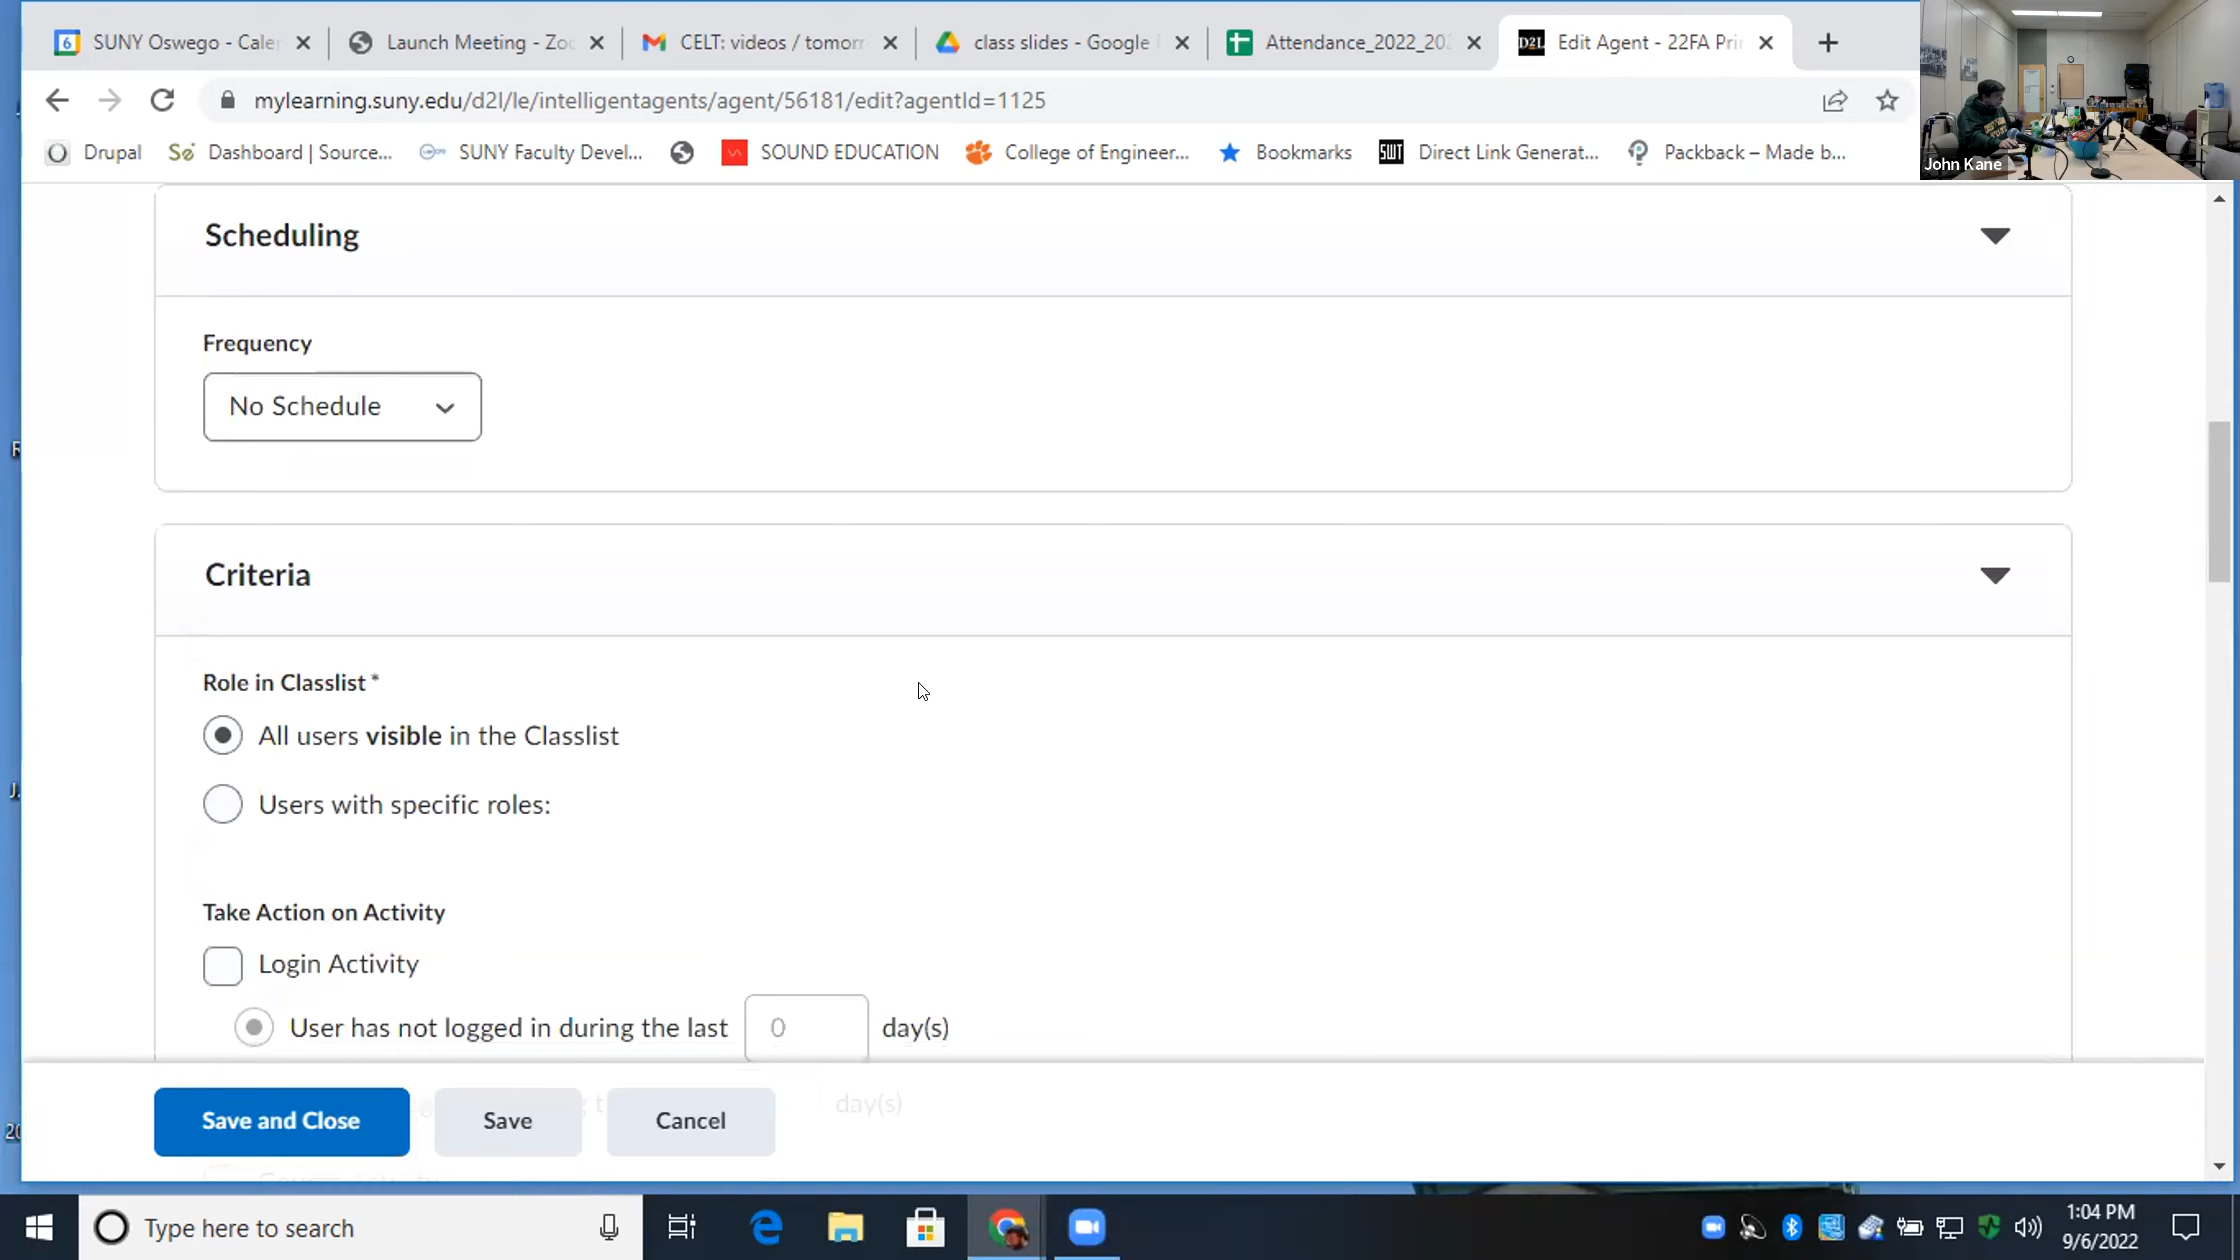 SUNY Oswego - Cale
Launch Meeting - Zoo
CELT: videos / tomorr
class slides - Google
Attendance_2022_202
D2L
Edit Agent - 22FA Pri
mylearning.suny.edu/d2l/le/intelligentagents/agent/56181/edit?agentId=1125
Drupal
Dashboard | Source...
SUNY Faculty Devel...
SOUND EDUCATION
College of Engineer...
Bookmarks
SWT
Direct Link Generat...
Packback – Made b...
John Kane
Scheduling
Frequency
No Schedule
Criteria
Role in Classlist *
All users visible in the Classlist
Users with specific roles:
Take Action on Activity
Login Activity
User has not logged in during the last 0 day(s)
day(s)
Save and Close
Save
Cancel
Type here to search
1:04 PM
9/6/2022